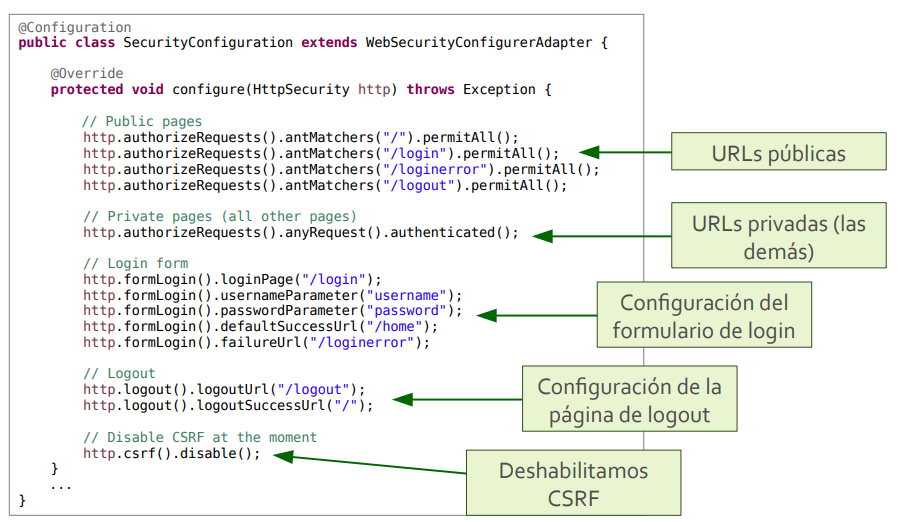 @Configuration
public class SecurityConfiguration extends WebSecurityConfigurerAdapter {
@Override
protected void configure(HttpSecurity http) throws Exception {
// Public pages
http.authorizeRequests().antMatchers("/").permitAll();
http.authorizeRequests().antMatchers("/login").permitAll();
http.authorizeRequests().antMatchers("/loginerror").permitAll();
http.authorizeRequests().antMatchers("/logout").permitAll();
URLs públicas
// Private pages (all other pages)
http.authorizeRequests().anyRequest().authenticated();
URLs privadas (las
demás)
// Login form
http.formLogin().loginPage("/login");
http.formLogin().usernameParameter("username");
http.formLogin().passwordParameter("password");
http.formLogin().defaultSuccessUrl("/home");
http.formLogin().failureUrl("/loginerror");
Configuración del
formulario de login
// Logout
http.logout().logoutUrl("/logout");
http.logout().logoutSuccessUrl("/");
Configuración de la
página de logout
// Disable CSRF at the moment
http.csrf().disable();
Deshabilitamos
CSRF
}
...
}